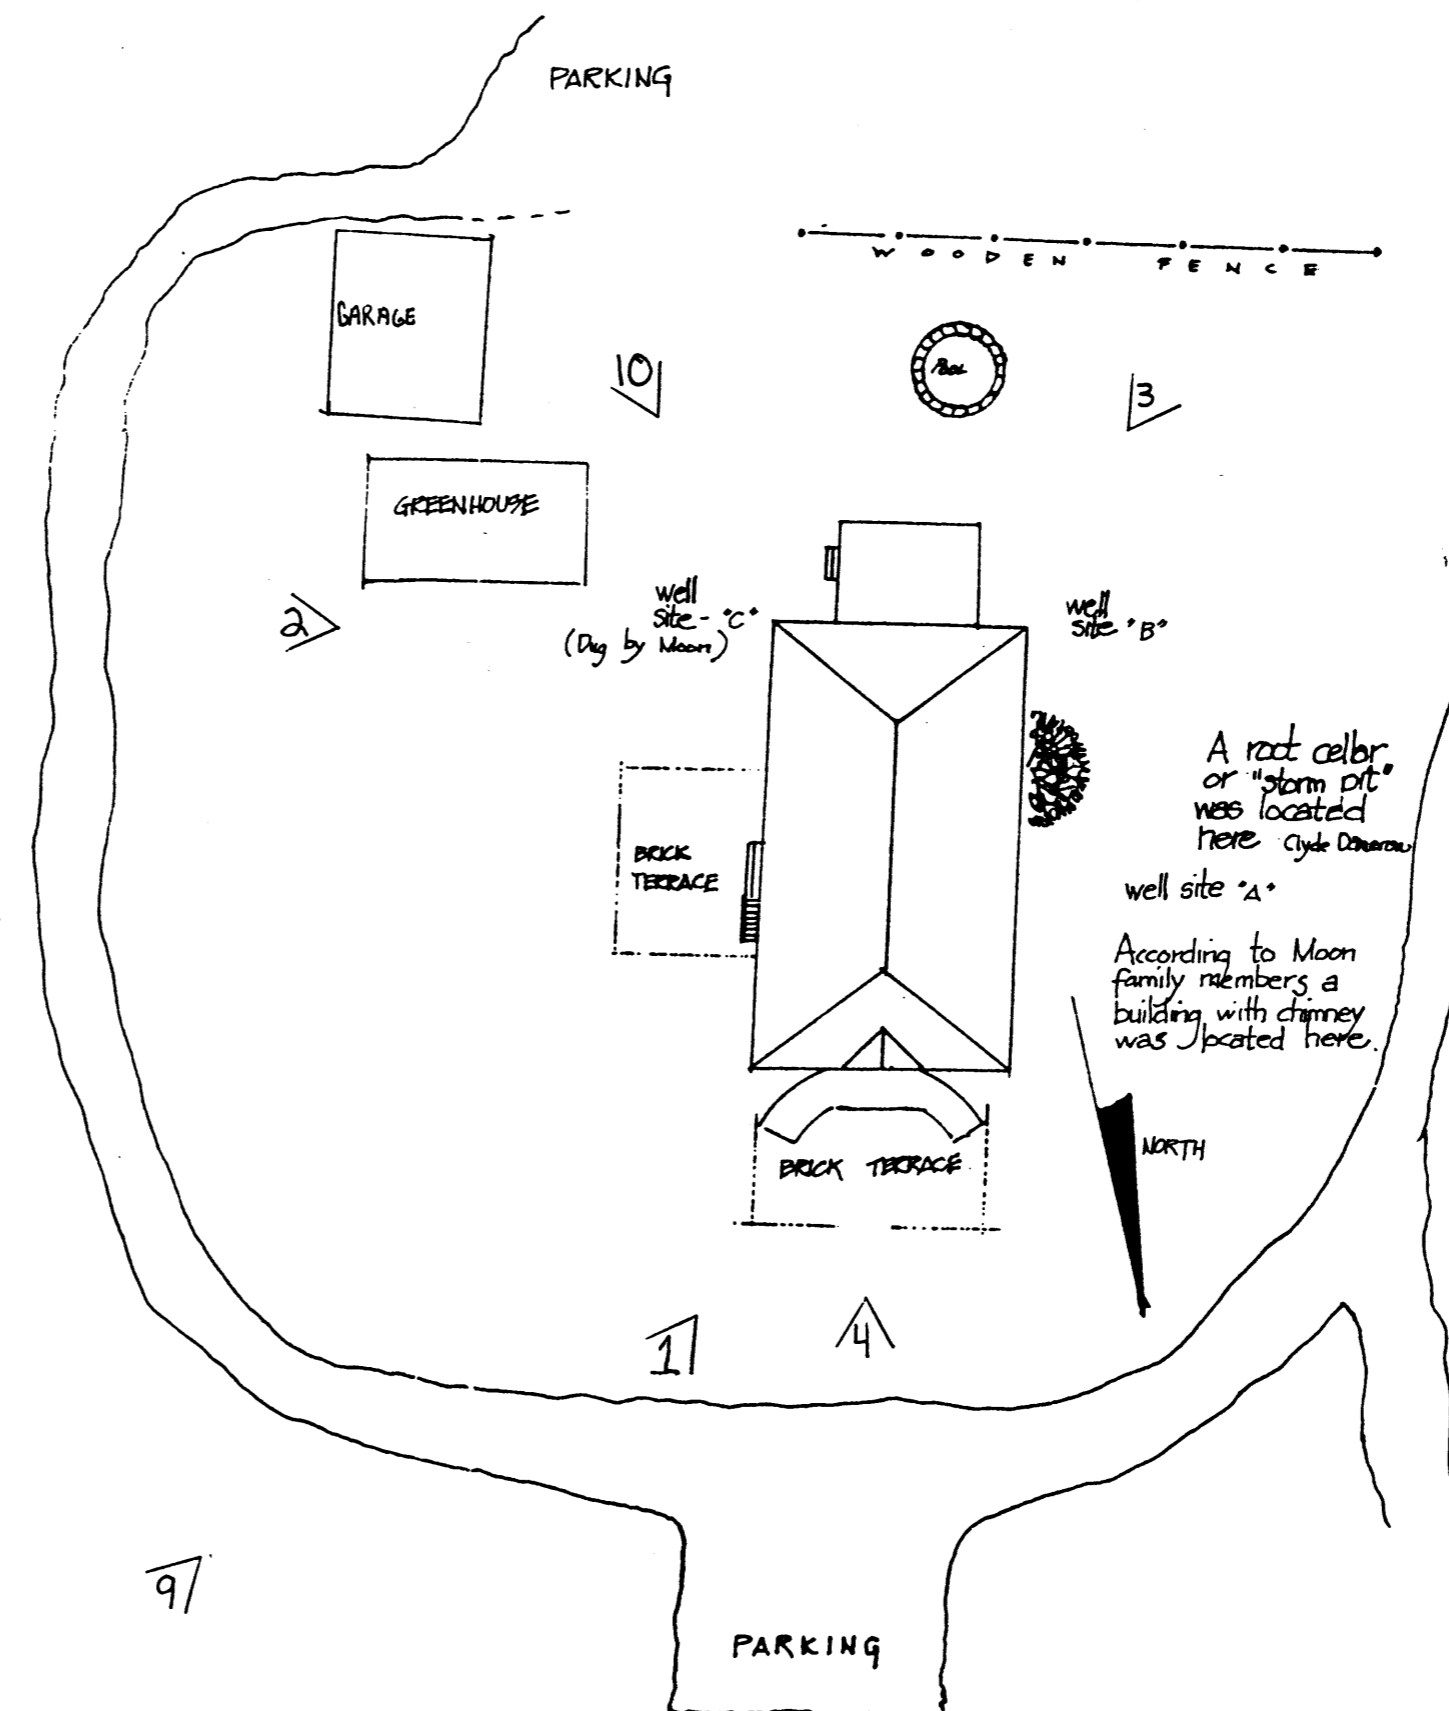 PARKING
WOODEN FENCE
GARAGE
10
POOL
3
GREENHOUSE
2
well
site - "C"
(Dug by Moon)
well
site "B"
A root cellar
or "storm pit"
was located
here Clyde
BRICK
TERRACE
well site "A"
According to Moon
family members a
building with chimney
was located here.
NORTH
BRICK TERRACE
1
4
9
PARKING